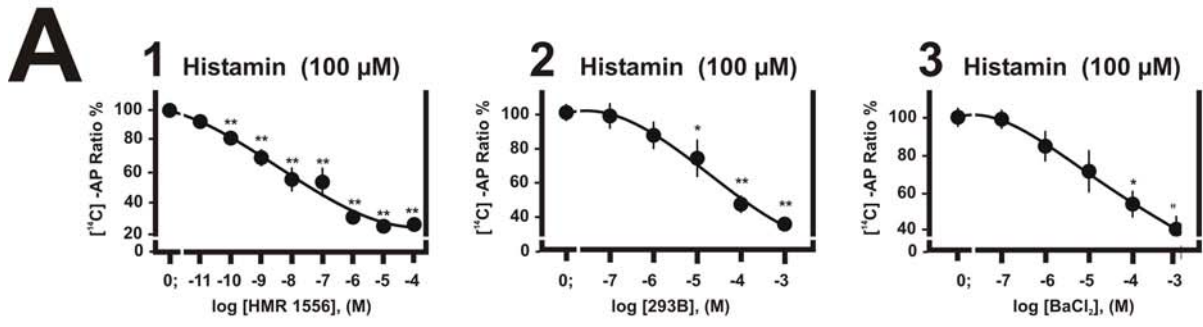 A
1 Histamin (100 µM)
[¹⁴C] -AP Ratio %
100
80
60
40
20
0
**
**
**
**
**
**
**
0; -11 -10 -9 -8 -7 -6 -5 -4
log [HMR 1556], (M)
2 Histamin (100 µM)
[¹⁴C] -AP Ratio %
100
80
60
40
0
*
**
**
0; -7 -6 -5 -4 -3
log [293B], (M)
3 Histamin (100 µM)
[¹⁴C] -AP Ratio %
100
80
60
40
0
*
"
0; -7 -6 -5 -4 -3
log [BaCl₂], (M)